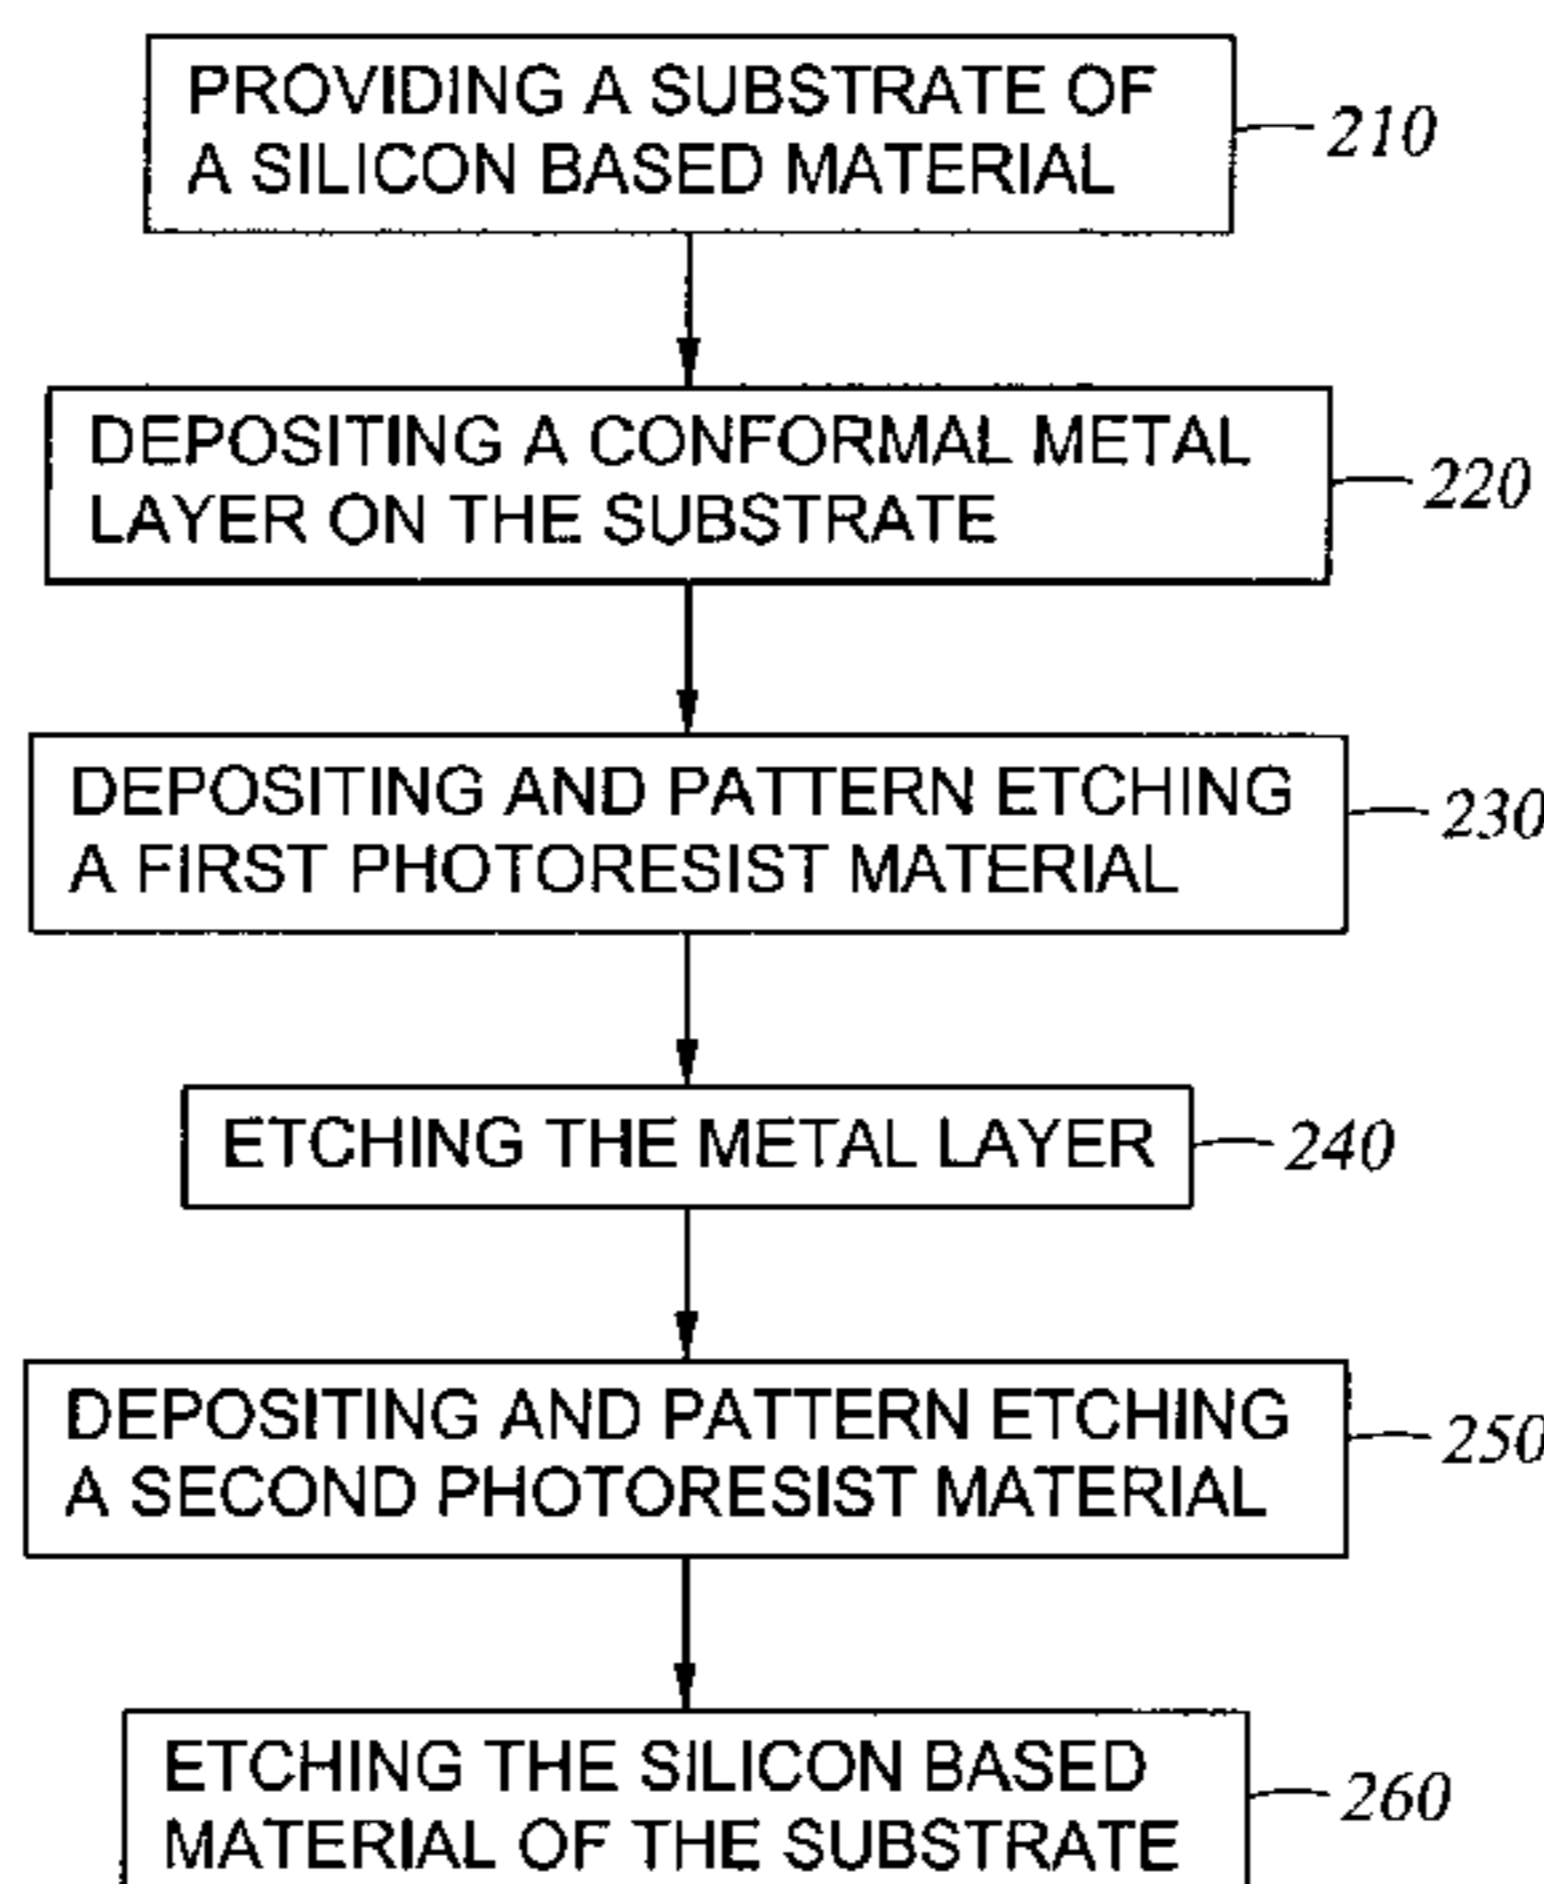 PROVIDING A SUBSTRATE OF
A SILICON BASED MATERIAL
210
DEPOSITING A CONFORMAL METAL
LAYER ON THE SUBSTRATE
220
DEPOSITING AND PATTERN ETCHING
A FIRST PHOTORESIST MATERIAL
230
ETCHING THE METAL LAYER
240
DEPOSITING AND PATTERN ETCHING
A SECOND PHOTORESIST MATERIAL
250
ETCHING THE SILICON BASED
MATERIAL OF THE SUBSTRATE
260